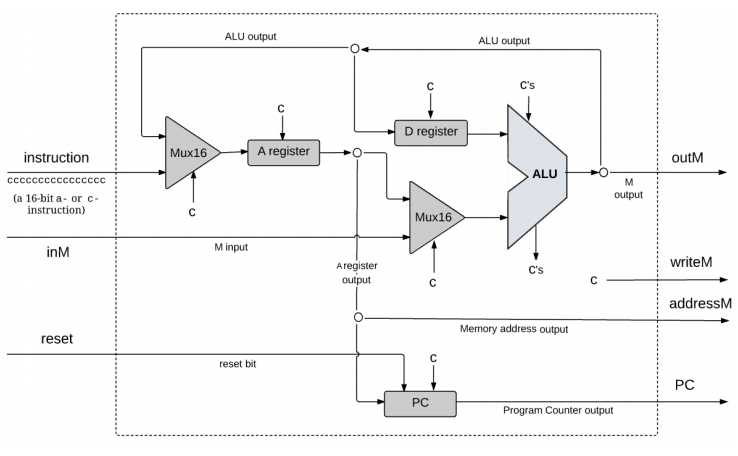 ALU output
ALU output
C
C's
C
D register
instruction
Mux16
A register
ALU
outM
cccccccccccccccc
M
output
(a 16-bit a- or c-
instruction)
C
Mux16
inM
M input
A register
output
C
C's
C
writeM
addressM
Memory address output
reset
reset bit
C
PC
PC
Program Counter output